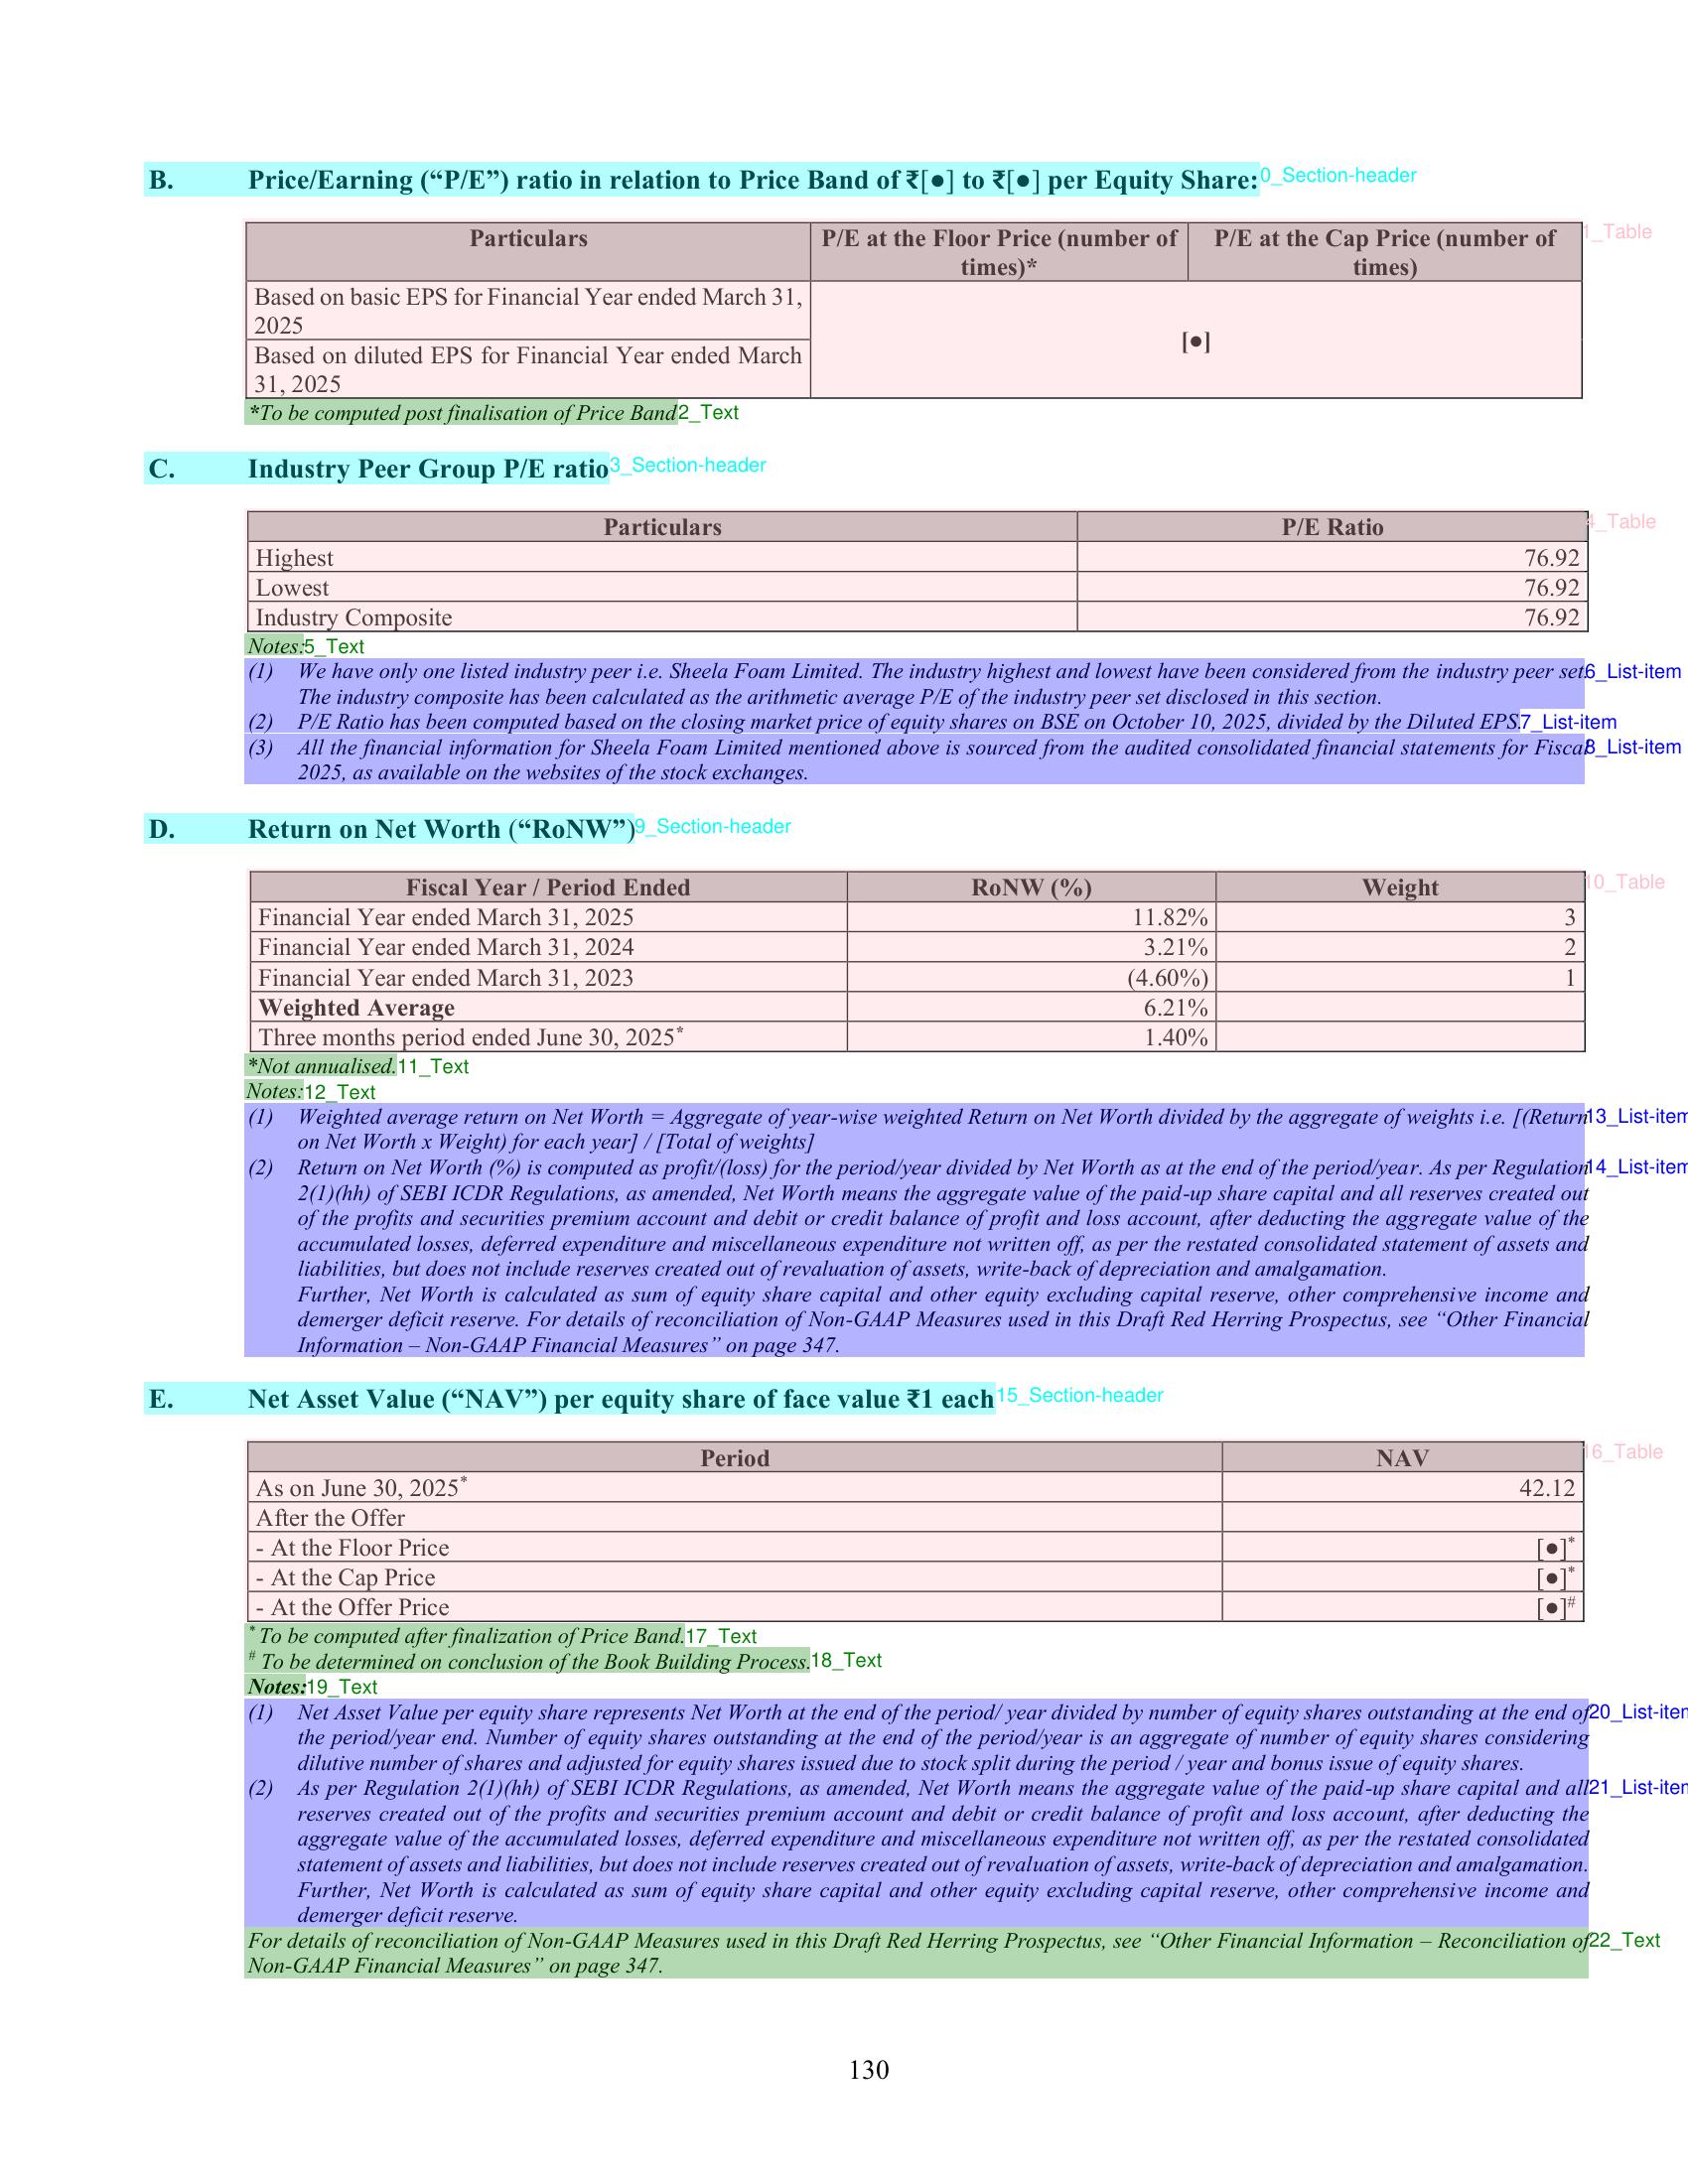 B. Price/Earning (“P/E”) ratio in relation to Price Band of ₹[●] to ₹[●] per Equity Share: 0_Section-header
1_Table
Particulars P/E at the Floor Price (number of times)* P/E at the Cap Price (number of times)
Based on basic EPS for Financial Year ended March 31, 2025
[●]
Based on diluted EPS for Financial Year ended March 31, 2025
*To be computed post finalisation of Price Band 2_Text
C. Industry Peer Group P/E ratio 3_Section-header
Particulars P/E Ratio 4_Table
Highest 76.92
Lowest 76.92
Industry Composite 76.92
Notes: 5_Text
(1) We have only one listed industry peer i.e. Sheela Foam Limited. The industry highest and lowest have been considered from the industry peer set. 6_List-item
The industry composite has been calculated as the arithmetic average P/E of the industry peer set disclosed in this section.
(2) P/E Ratio has been computed based on the closing market price of equity shares on BSE on October 10, 2025, divided by the Diluted EPS. 7_List-item
(3) All the financial information for Sheela Foam Limited mentioned above is sourced from the audited consolidated financial statements for Fiscal 8_List-item
2025, as available on the websites of the stock exchanges.
D. Return on Net Worth (“RoNW”) 9_Section-header
Fiscal Year / Period Ended RoNW (%) Weight 10_Table
Financial Year ended March 31, 2025 11.82% 3
Financial Year ended March 31, 2024 3.21% 2
Financial Year ended March 31, 2023 (4.60%) 1
Weighted Average 6.21%
Three months period ended June 30, 2025* 1.40%
*Not annualised. 11_Text
Notes: 12_Text
(1) Weighted average return on Net Worth = Aggregate of year-wise weighted Return on Net Worth divided by the aggregate of weights i.e. [(Return 13_List-item
on Net Worth x Weight) for each year] / [Total of weights]
(2) Return on Net Worth (%) is computed as profit/(loss) for the period/year divided by Net Worth as at the end of the period/year. As per Regulation 14_List-item
2(1)(hh) of SEBI ICDR Regulations, as amended, Net Worth means the aggregate value of the paid-up share capital and all reserves created out
of the profits and securities premium account and debit or credit balance of profit and loss account, after deducting the aggregate value of the
accumulated losses, deferred expenditure and miscellaneous expenditure not written off, as per the restated consolidated statement of assets and
liabilities, but does not include reserves created out of revaluation of assets, write-back of depreciation and amalgamation.
Further, Net Worth is calculated as sum of equity share capital and other equity excluding capital reserve, other comprehensive income and
demerger deficit reserve. For details of reconciliation of Non-GAAP Measures used in this Draft Red Herring Prospectus, see “Other Financial
Information – Non-GAAP Financial Measures” on page 347.
E. Net Asset Value (“NAV”) per equity share of face value ₹1 each 15_Section-header
Period NAV 16_Table
As on June 30, 2025* 42.12
After the Offer
- At the Floor Price [●]*
- At the Cap Price [●]*
- At the Offer Price [●]#
* To be computed after finalization of Price Band. 17_Text
# To be determined on conclusion of the Book Building Process. 18_Text
Notes: 19_Text
(1) Net Asset Value per equity share represents Net Worth at the end of the period/ year divided by number of equity shares outstanding at the end of 20_List-item
the period/year end. Number of equity shares outstanding at the end of the period/year is an aggregate of number of equity shares considering
dilutive number of shares and adjusted for equity shares issued due to stock split during the period / year and bonus issue of equity shares.
(2) As per Regulation 2(1)(hh) of SEBI ICDR Regulations, as amended, Net Worth means the aggregate value of the paid-up share capital and all 21_List-item
reserves created out of the profits and securities premium account and debit or credit balance of profit and loss account, after deducting the
aggregate value of the accumulated losses, deferred expenditure and miscellaneous expenditure not written off, as per the restated consolidated
statement of assets and liabilities, but does not include reserves created out of revaluation of assets, write-back of depreciation and amalgamation.
Further, Net Worth is calculated as sum of equity share capital and other equity excluding capital reserve, other comprehensive income and
demerger deficit reserve.
For details of reconciliation of Non-GAAP Measures used in this Draft Red Herring Prospectus, see “Other Financial Information – Reconciliation of 22_Text
Non-GAAP Financial Measures” on page 347.
130